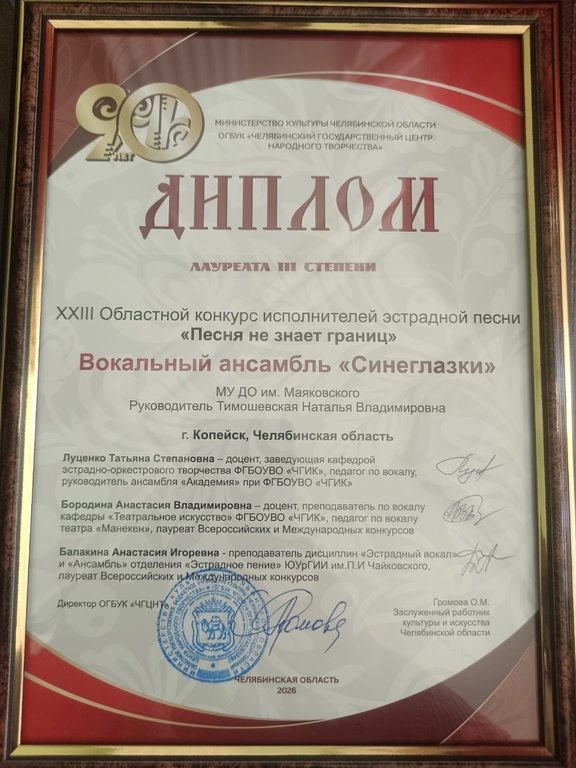 90 ЛЕТ
МИНИСТЕРСТВО КУЛЬТУРЫ ЧЕЛЯБИНСКОЙ ОБЛАСТИ
ОГБУК «ЧЕЛЯБИНСКИЙ ГОСУДАРСТВЕННЫЙ ЦЕНТР
НАРОДНОГО ТВОРЧЕСТВА»
ДИПЛОМ
ЛАУРЕАТА III СТЕПЕНИ
XXIII Областной конкурс исполнителей эстрадной песни
«Песня не знает границ»
Вокальный ансамбль «Синеглазки»
МУ ДО им. Маяковского
Руководитель Тимошевская Наталья Владимировна
г. Копейск, Челябинская область
Луценко Татьяна Степановна – доцент, заведующая кафедрой
эстрадно-оркестрового творчества ФГБОУВО «ЧГИК», педагог по вокалу,
руководитель ансамбля «Академия» при ФГБОУВО «ЧГИК»
Бородина Анастасия Владимировна – доцент, преподаватель по вокалу
кафедры «Театральное искусство» ФГБОУВО «ЧГИК», педагог по вокалу
театра «Манекен», лауреат Всероссийских и Международных конкурсов
Балакина Анастасия Игоревна - преподаватель дисциплин «Эстрадный вокал»
и «Ансамбль» отделения «Эстрадное пение» ЮУрГИИ им.П.И Чайковского,
лауреат Всероссийских и Международных конкурсов
Директор ОГБУК «ЧГЦНТ»
Громова О.М.
Заслуженный работник
культуры и искусства
Челябинской области
ЧЕЛЯБИНСКАЯ ОБЛАСТЬ
2026